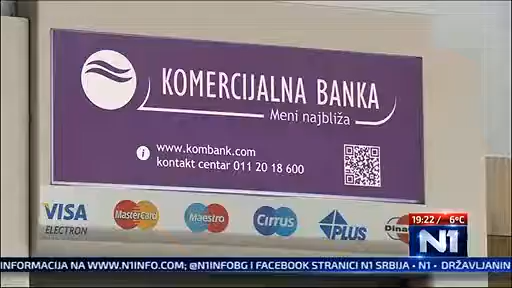 KOMERCIJALNA BANKA
Meni najbliža
i www.kombank.com
kontakt centar 011 20 18 600
VISA MasterCard Maestro Cirrus PLUS
ELECTRON
19:22 6°C
N1
INFORMACIJA NA WWW.N1INFO.COM; @N1INFOBG I FACEBOOK STRANICI N1 SRBIJA • N1 • DRŽAVLJANIN